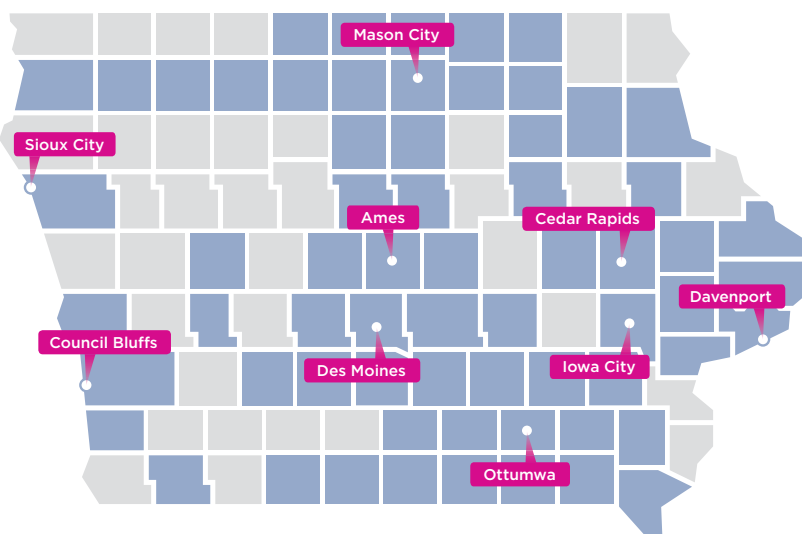 Mason City
Sioux City
Ames
Cedar Rapids
Davenport
Council Bluffs
Des Moines
Iowa City
Ottumwa